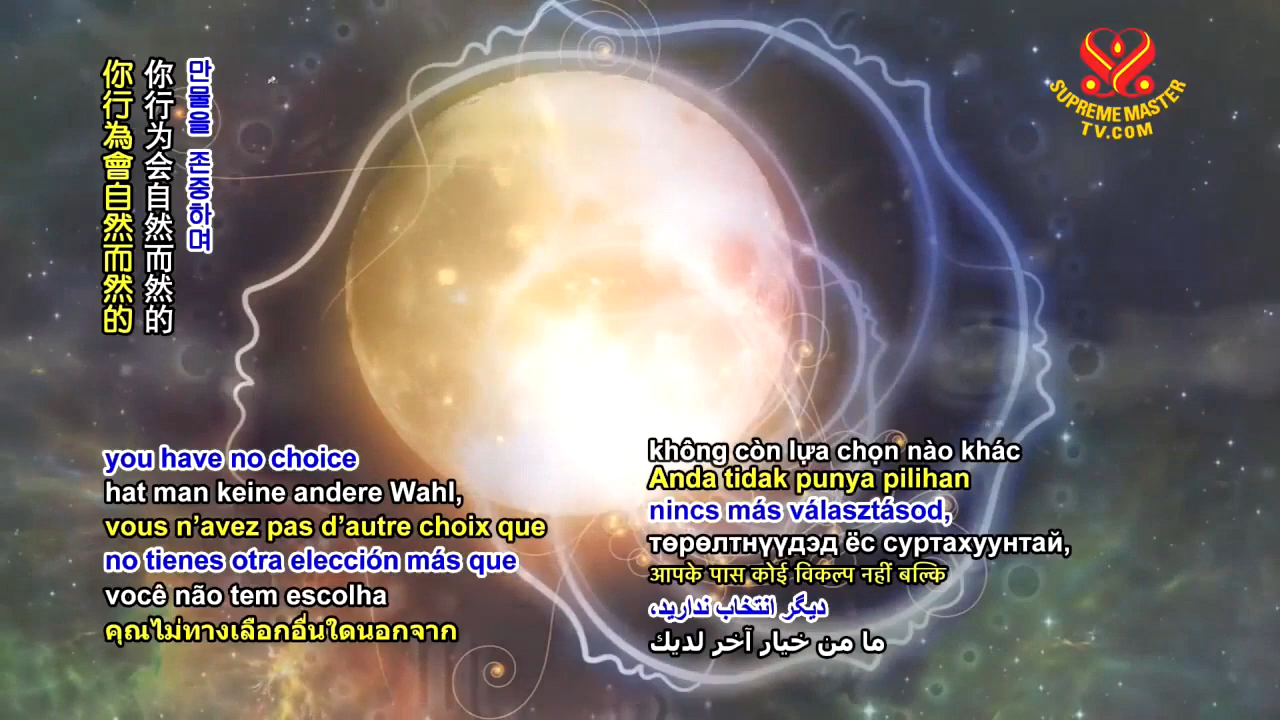 你行為會自然而然的
你行为会自然而然的
만물을 존중하며
SUPREME MASTER
TV.COM
you have no choice
hat man keine andere Wahl,
vous n’avez pas d’autre choix que
no tienes otra elección más que
você não tem escolha
คุณไม่ทางเลือกอื่นใดนอกจาก
không còn lựa chọn nào khác
Anda tidak punya pilihan
nincs más választásod,
төрөлтнүүдэд ёс суртахуунтай,
आपके पास कोई विकल्प नहीं बल्कि
دیگر انتخاب ندارید،
ما من خيار آخر لديك